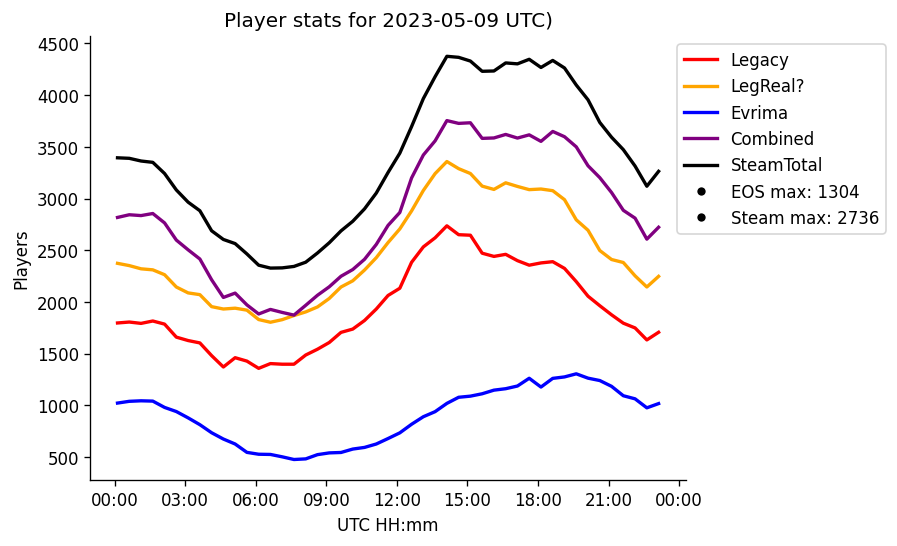 Player stats for 2023-05-09 UTC)
Players
4500
4000
3500
3000
2500
2000
1500
1000
500
00:00 03:00 06:00 09:00 12:00 15:00 18:00 21:00 00:00
UTC HH:mm
Legacy
LegReal?
Evrima
Combined
SteamTotal
EOS max: 1304
Steam max: 2736